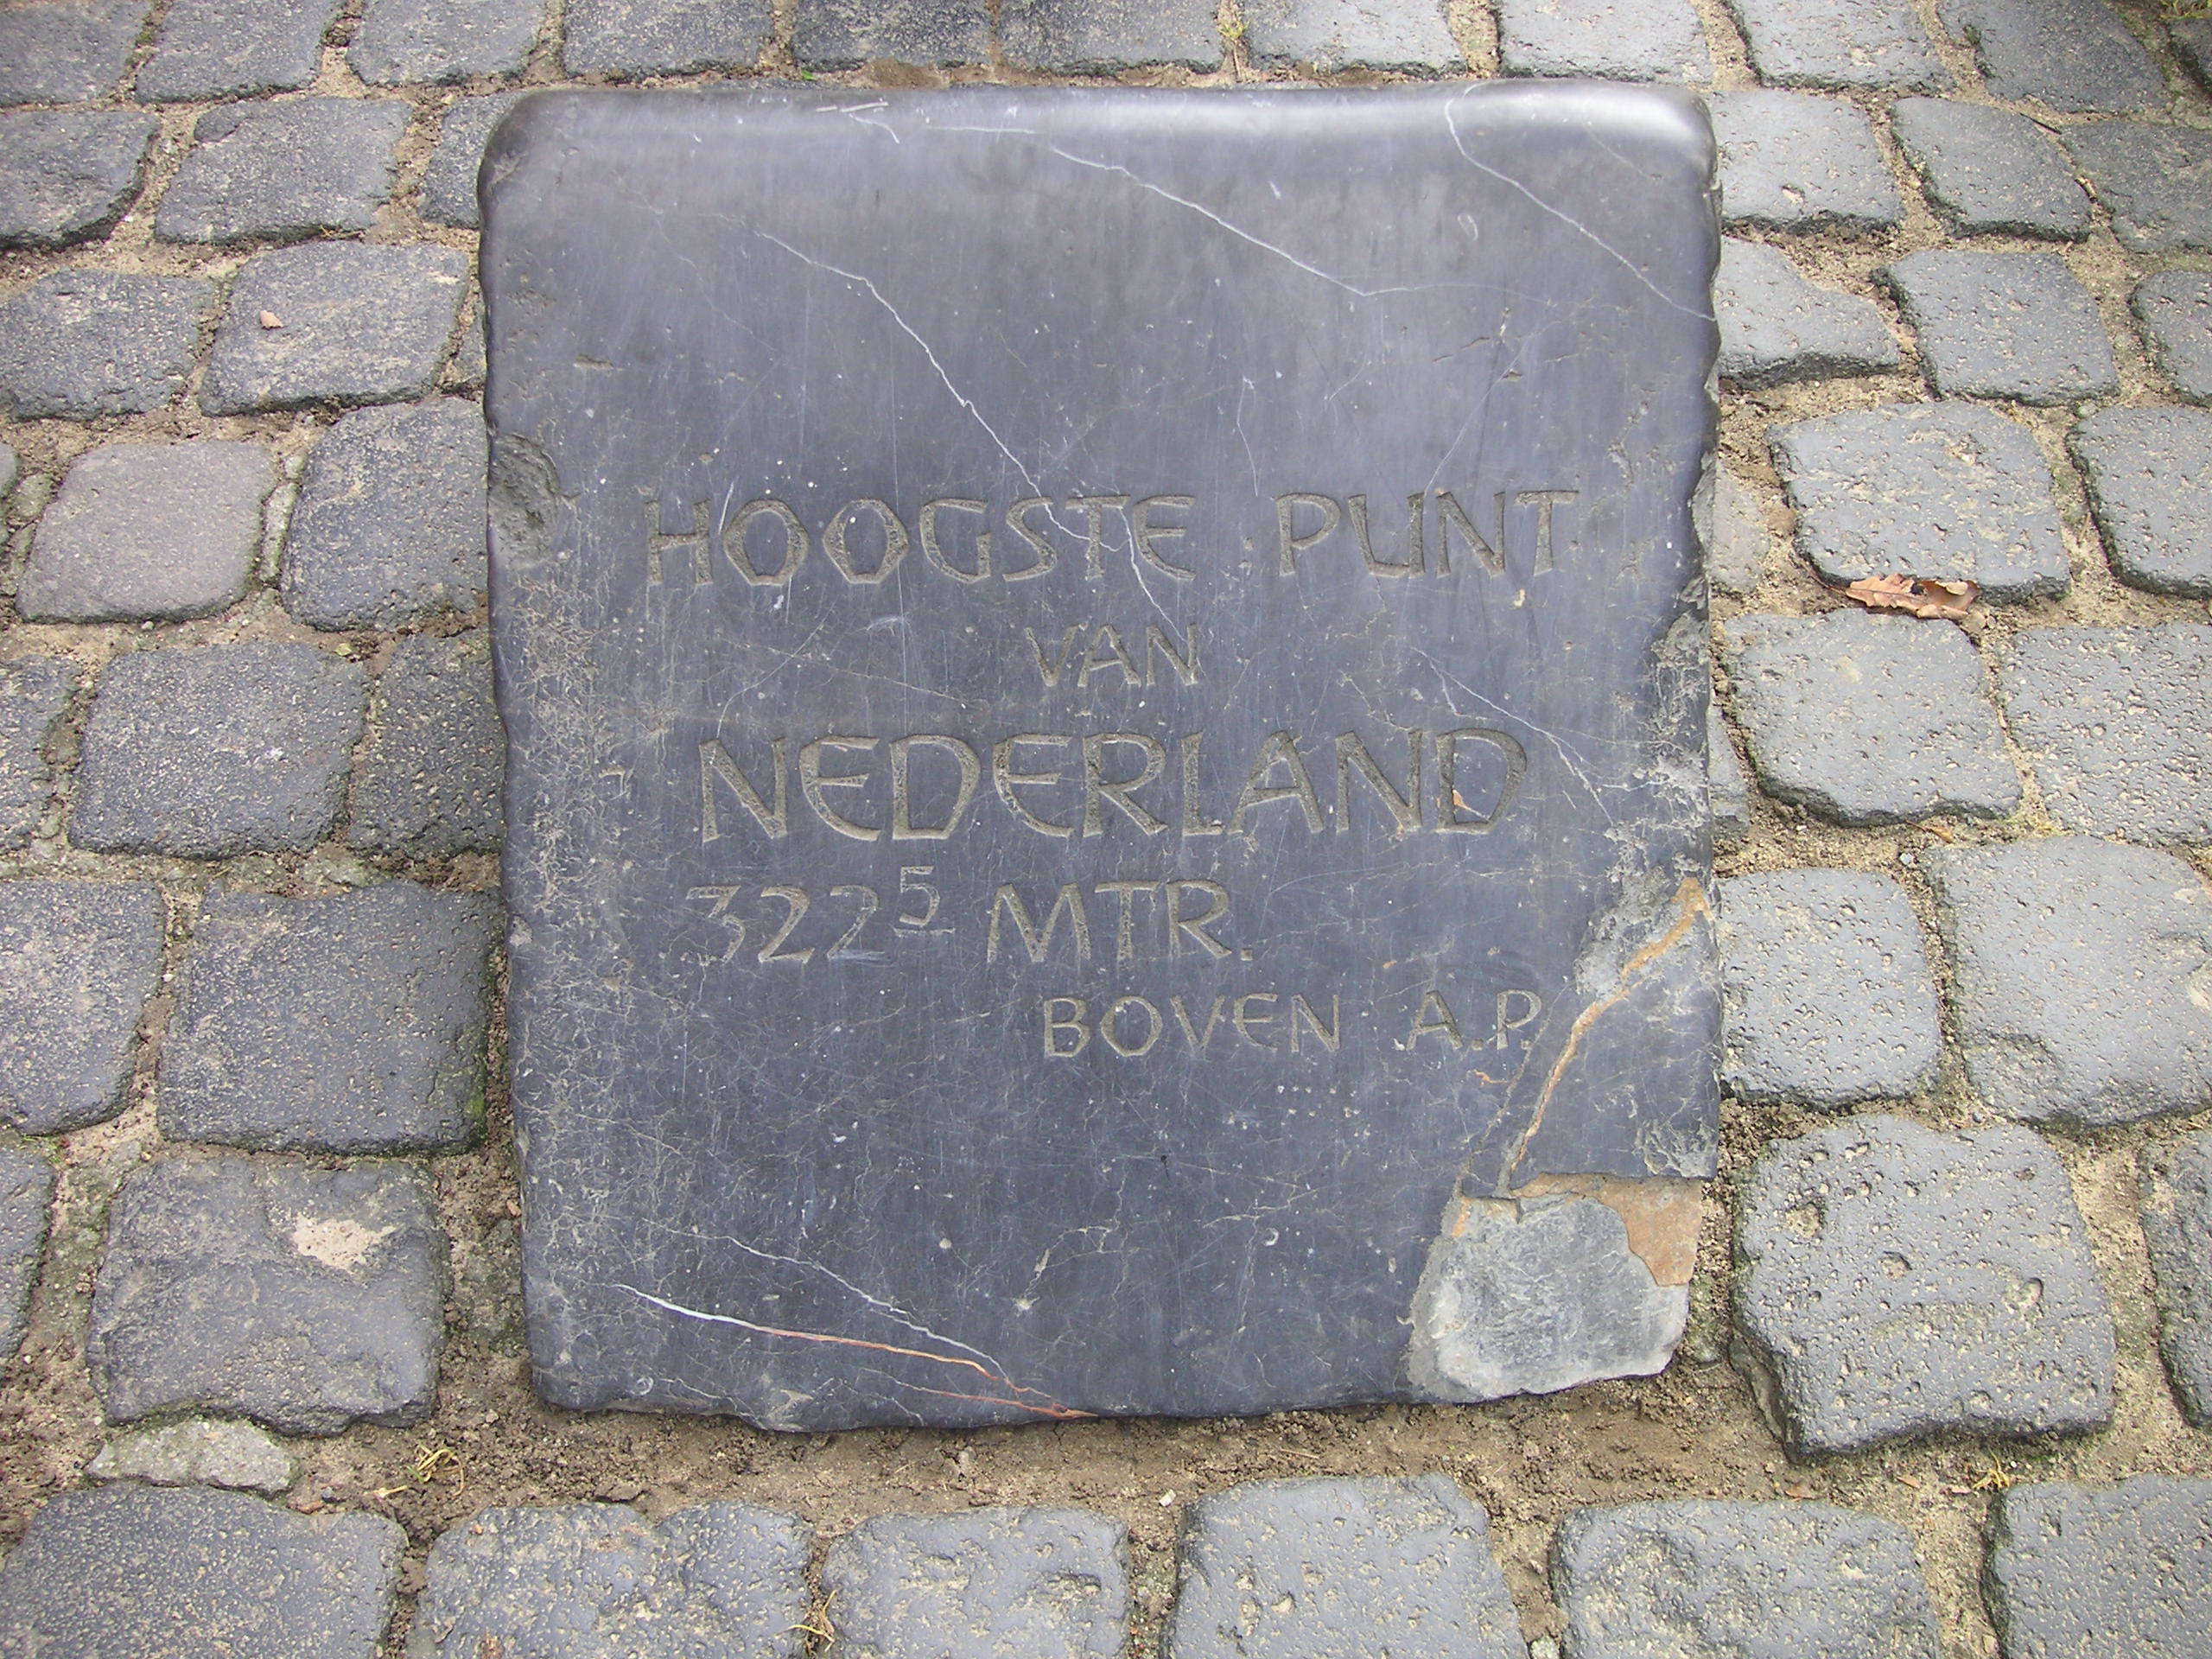 HOOGSTE PUNT
VAN
NEDERLAND
322⁵ MTR.
BOVEN A.P.